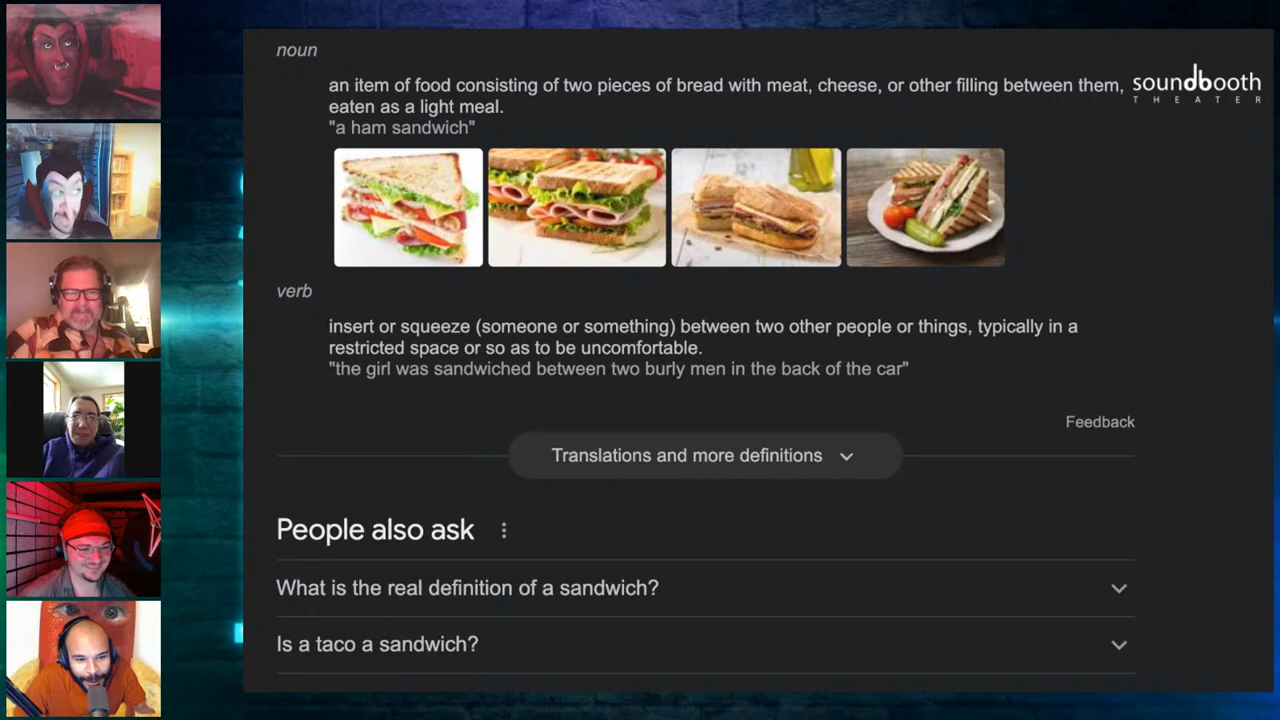 noun
an item of food consisting of two pieces of bread with meat, cheese, or other filling between them,
eaten as a light meal.
"a ham sandwich"
soundbooth
THEATER
verb
insert or squeeze (someone or something) between two other people or things, typically in a
restricted space or so as to be uncomfortable.
"the girl was sandwiched between two burly men in the back of the car"
Feedback
Translations and more definitions
People also ask
What is the real definition of a sandwich?
Is a taco a sandwich?